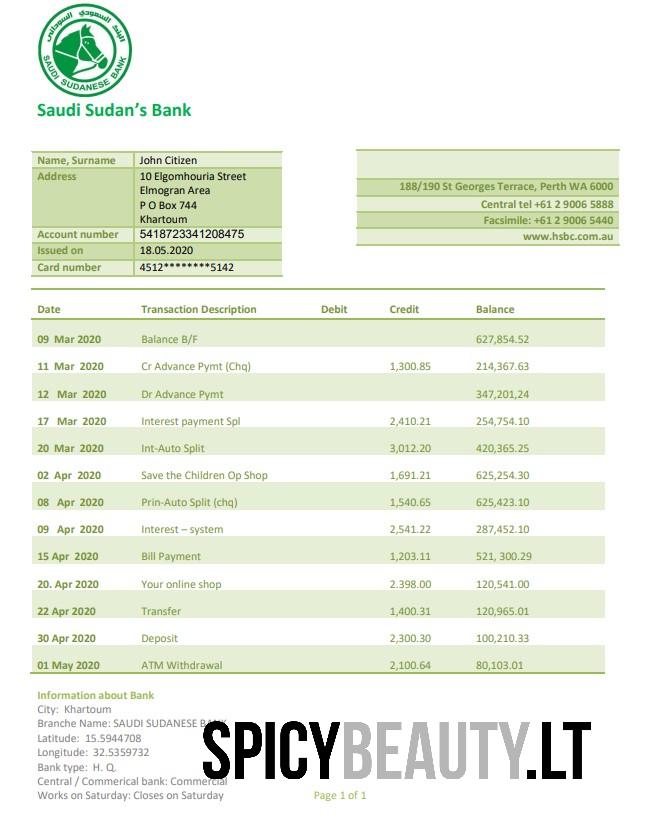 البنك السعودي السوداني
SAUDI SUDANESE BANK
Saudi Sudan's Bank
Name, Surname John Citizen
Address 10 Elgomhouria Street
Elmogran Area
P O Box 744
Khartoum
Account number 5418723341208475
Issued on 18.05.2020
Card number 4512********5142
188/190 St Georges Terrace, Perth WA 6000
Central tel +61 2 9006 5888
Facsimile: +61 2 9006 5440
www.hsbc.com.au
Date Transaction Description Debit Credit Balance
09 Mar 2020 Balance B/F 627,854.52
11 Mar 2020 Cr Advance Pymt (Chq) 1,300.85 214,367.63
12 Mar 2020 Dr Advance Pymt 347,201,24
17 Mar 2020 Interest payment Spl 2,410.21 254,754.10
20 Mar 2020 Int-Auto Split 3,012.20 420,365.25
02 Apr 2020 Save the Children Op Shop 1,691.21 625,254.30
08 Apr 2020 Prin-Auto Split (chq) 1,540.65 625,423.10
09 Apr 2020 Interest – system 2,541.22 287,452.10
15 Apr 2020 Bill Payment 1,203.11 521, 300.29
20. Apr 2020 Your online shop 2.398.00 120,541.00
22 Apr 2020 Transfer 1,400.31 120,965.01
30 Apr 2020 Deposit 2,300.30 100,210.33
01 May 2020 ATM Withdrawal 2,100.64 80,103.01
Information about Bank
City: Khartoum
Branche Name: SAUDI SUDANESE BANK
Latitude: 15.5944708
Longitude: 32.5359732
Bank type: H. Q.
Central / Commerical bank: Commercial
Works on Saturday: Closes on Saturday
Page 1 of 1
SPICYBEAUTY.LT